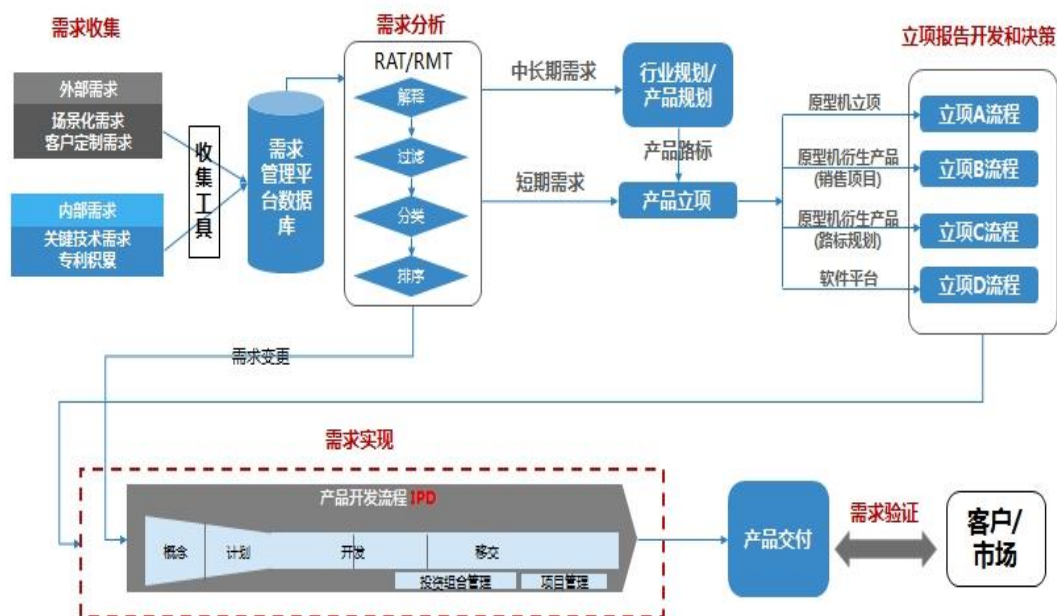 需求收集
外部需求
场景化需求
客户定制需求
内部需求
关键技术需求
专利积累
收集工具
需求
管理平
台数据
库
需求分析
RAT/RMT
解释
过滤
分类
排序
中长期需求
短期需求
行业规划/
产品规划
产品路标
产品立项
立项报告开发和决策
原型机立项
立项A流程
原型机衍生产品
(销售项目)
立项B流程
原型机衍生产品
(路标规划)
立项C流程
软件平台
立项D流程
需求变更
需求实现
产品开发流程 IPD
概念
计划
开发
移交
投资组合管理
项目管理
产品交付
需求验证
客户/
市场